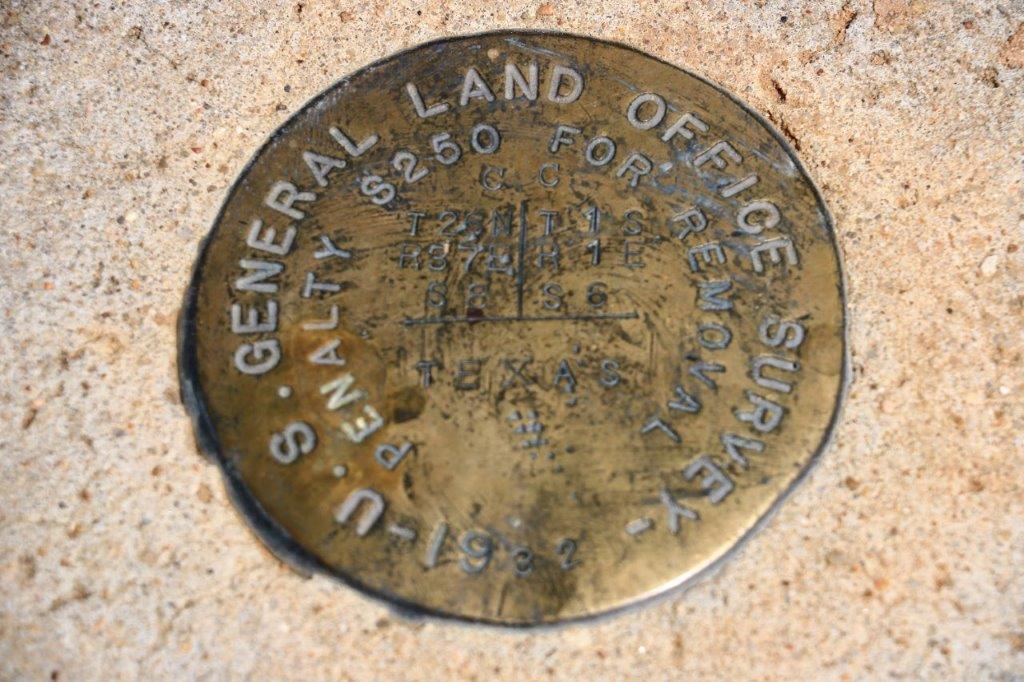 U.S. GENERAL LAND OFFICE SURVEY - 1932 -
PENALTY $250 FOR REMOVAL
C C
T 1 S
R 1 E
S 6
TEXAS